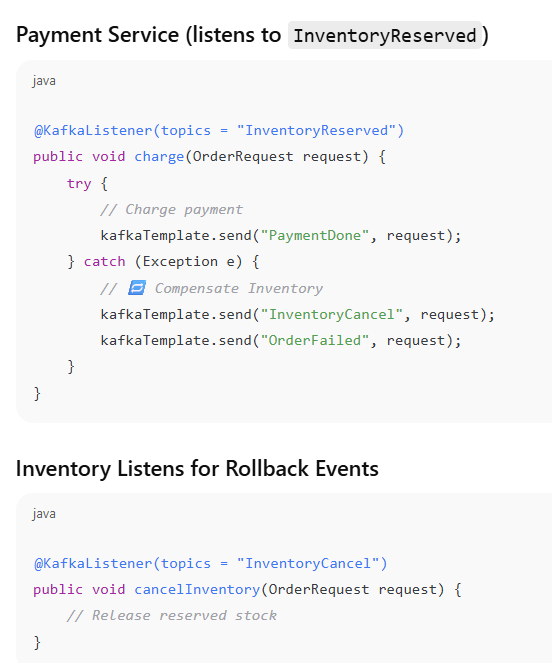 Payment Service (listens to InventoryReserved)
java
@KafkaListener(topics = "InventoryReserved")
public void charge(OrderRequest request) {
    try {
        // Charge payment
        kafkaTemplate.send("PaymentDone", request);
    } catch (Exception e) {
        // 🔁 Compensate Inventory
        kafkaTemplate.send("InventoryCancel", request);
        kafkaTemplate.send("OrderFailed", request);
    }
}
Inventory Listens for Rollback Events
java
@KafkaListener(topics = "InventoryCancel")
public void cancelInventory(OrderRequest request) {
    // Release reserved stock
}